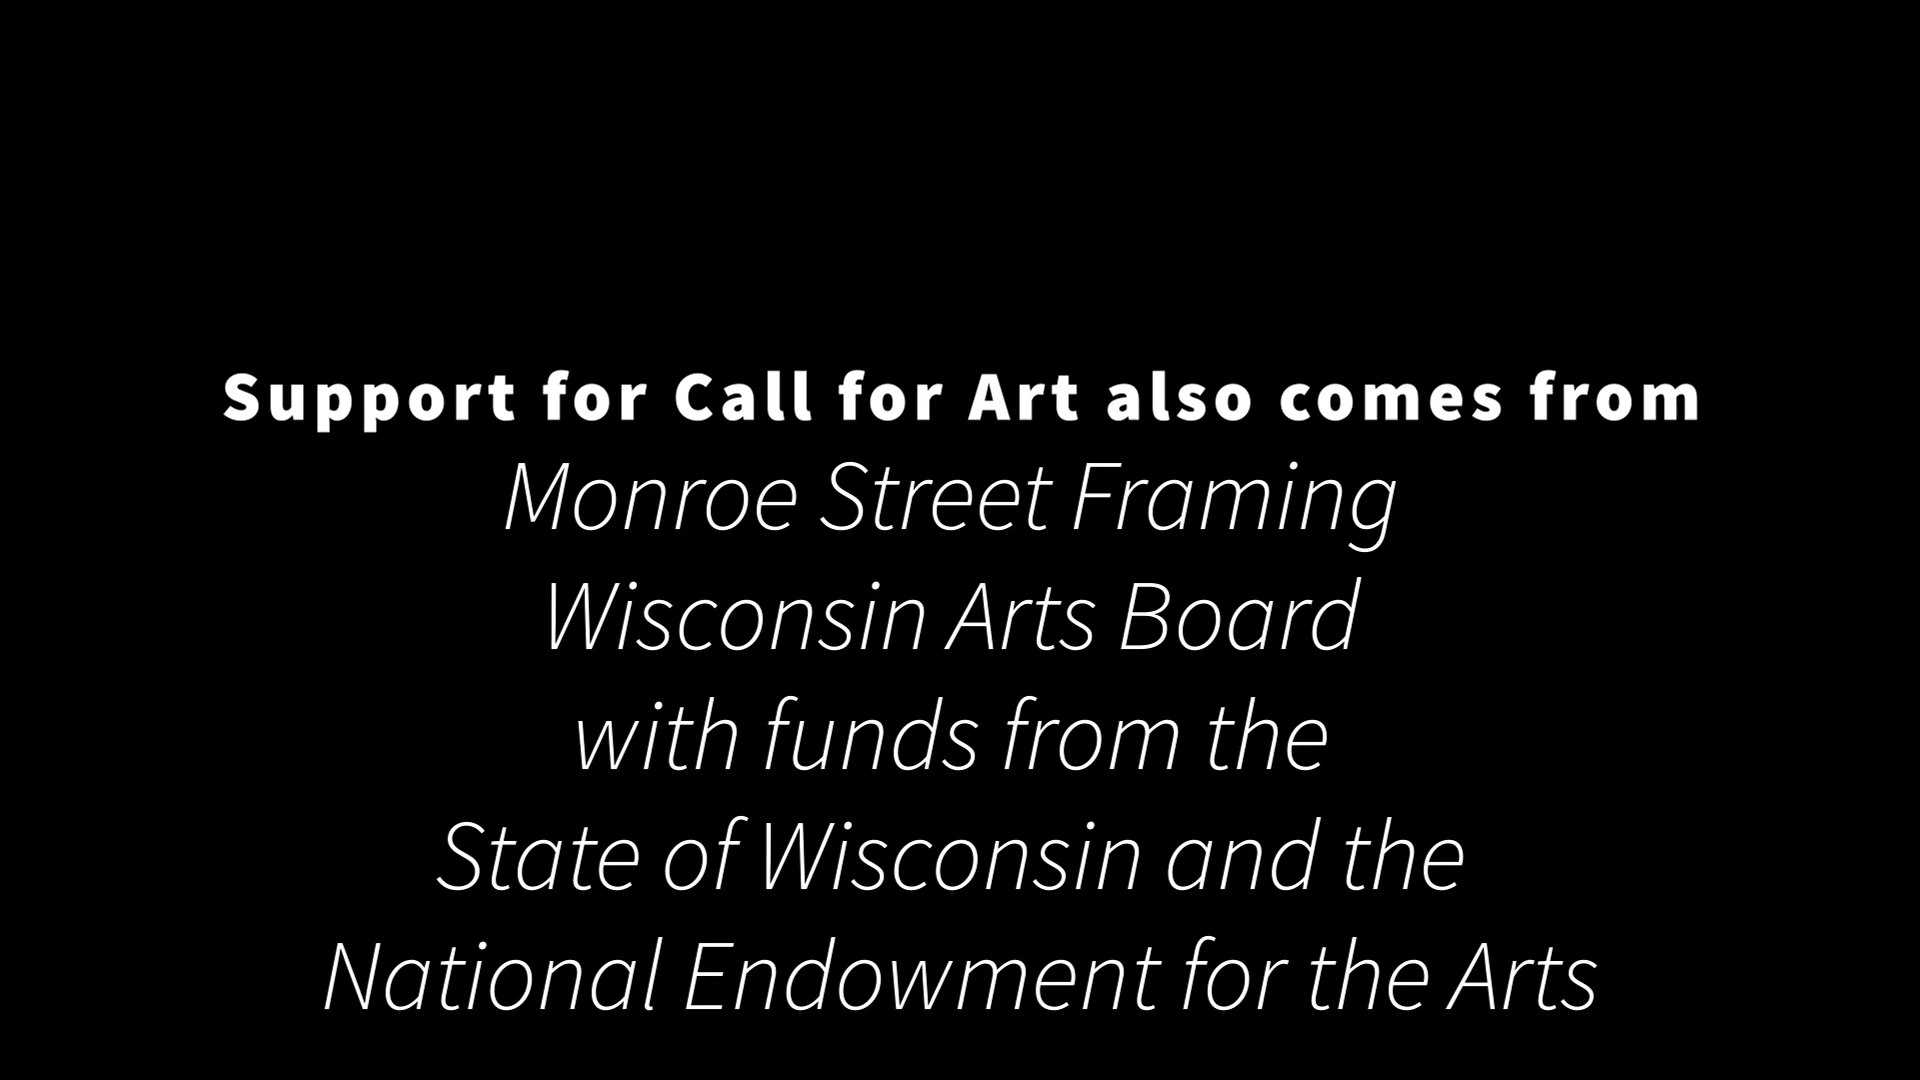 Support for Call for Art also comes from
Monroe Street Framing
Wisconsin Arts Board
with funds from the
State of Wisconsin and the
National Endowment for the Arts